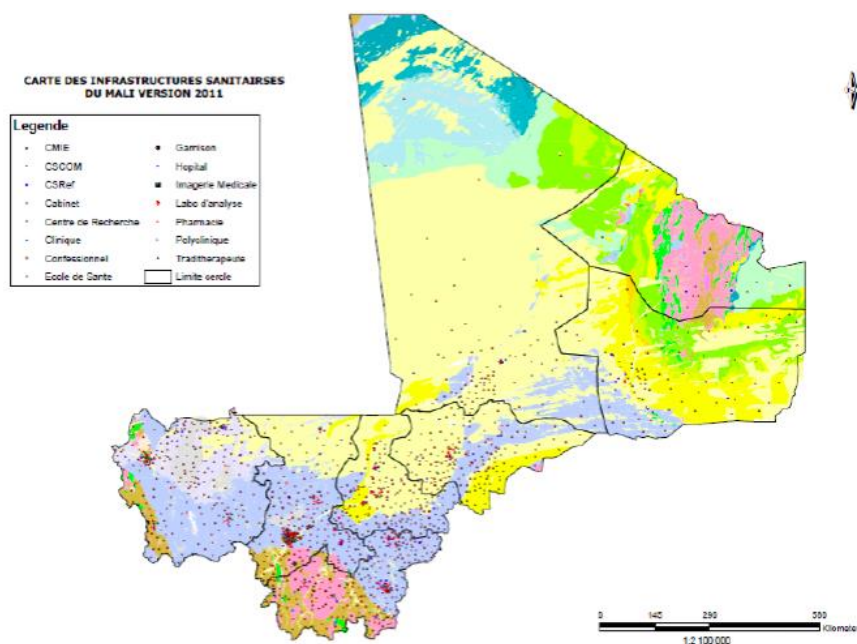 CARTE DES INFRASTRUCTURES SANITAIRSES
DU MALI VERSION 2011
Legende
CMIE
CSCOM
CSRef
Cabinet
Centre de Recherche
Clinique
Confessionnel
Ecole de Sante
Garnison
Hopital
Imagerie Medicale
Labo d'analyse
Pharmacie
Polyclinique
Traditherapeute
Limite cercle
0 145 290 580
Kilomete
1:2 100 000